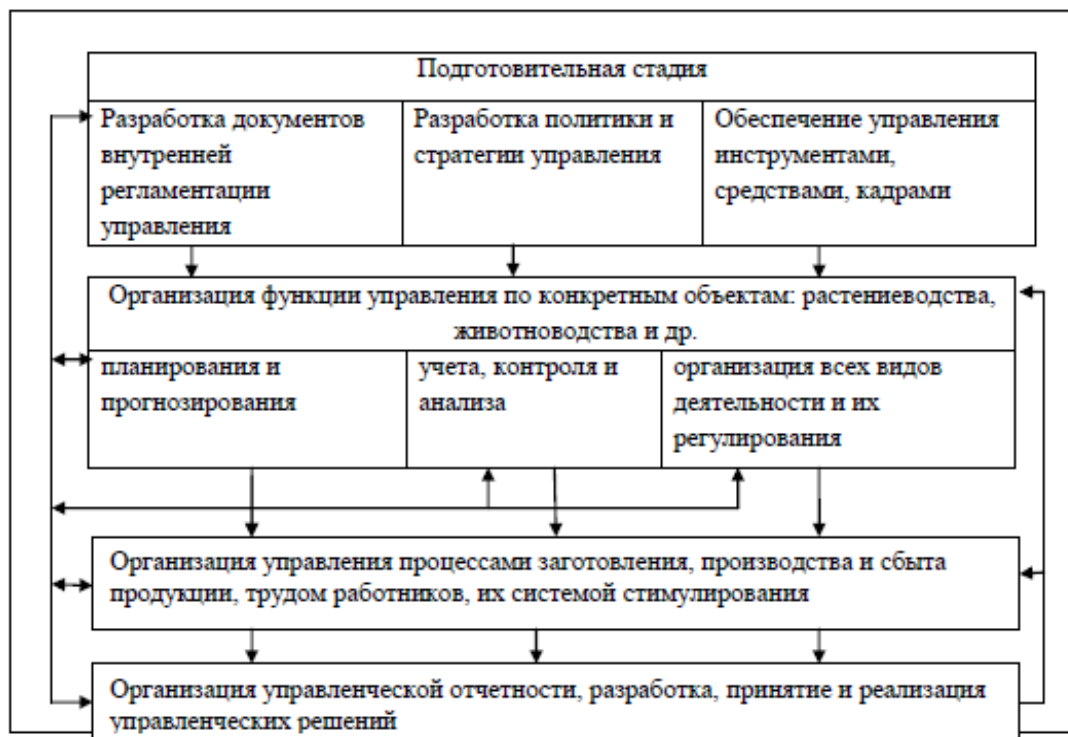 Подготовительная стадия
Разработка документов
внутренней
регламентации
управления
Разработка политики и
стратегии управления
Обеспечение управления
инструментами,
средствами, кадрами
Организация функции управления по конкретным объектам: растениеводства,
животноводства и др.
планирования и
прогнозирования
учета, контроля и
анализа
организация всех видов
деятельности и их
регулирования
Организация управления процессами заготовления, производства и сбыта
продукции, трудом работников, их системой стимулирования
Организация управленческой отчетности, разработка, принятие и реализация
управленческих решений